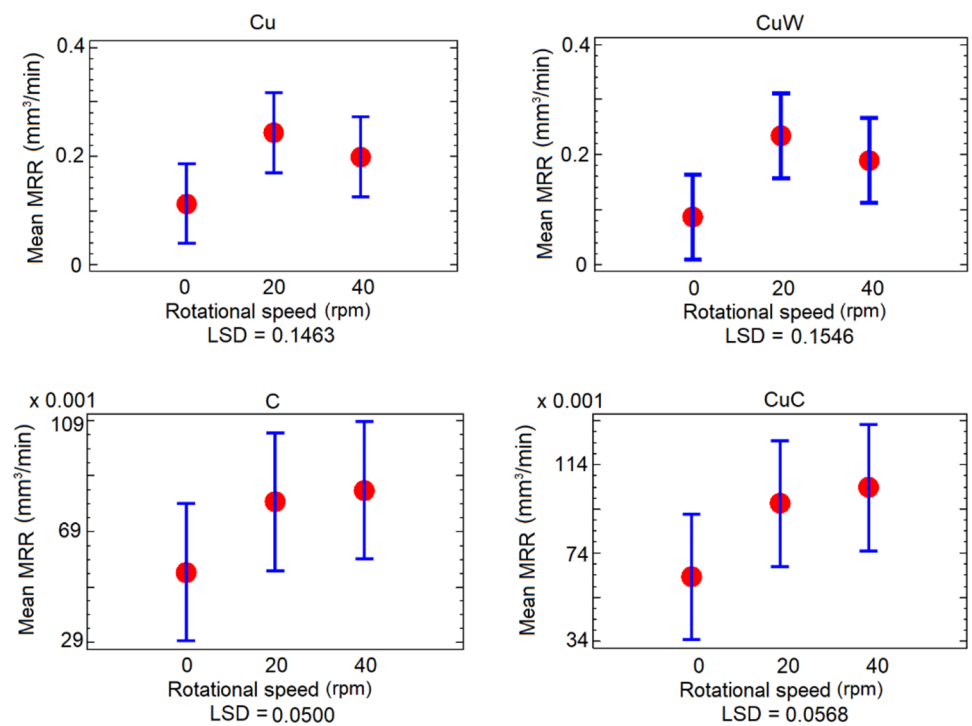 Cu
Mean MRR (mm³/min)
0.4
0.2
0
0 20 40
Rotational speed (rpm)
LSD = 0.1463
CuW
Mean MRR (mm³/min)
0.4
0.2
0
0 20 40
Rotational speed (rpm)
LSD = 0.1546
x 0.001
C
Mean MRR (mm³/min)
109
69
29
0 20 40
Rotational speed (rpm)
LSD = 0.0500
x 0.001
CuC
Mean MRR (mm³/min)
114
74
34
0 20 40
Rotational speed (rpm)
LSD = 0.0568